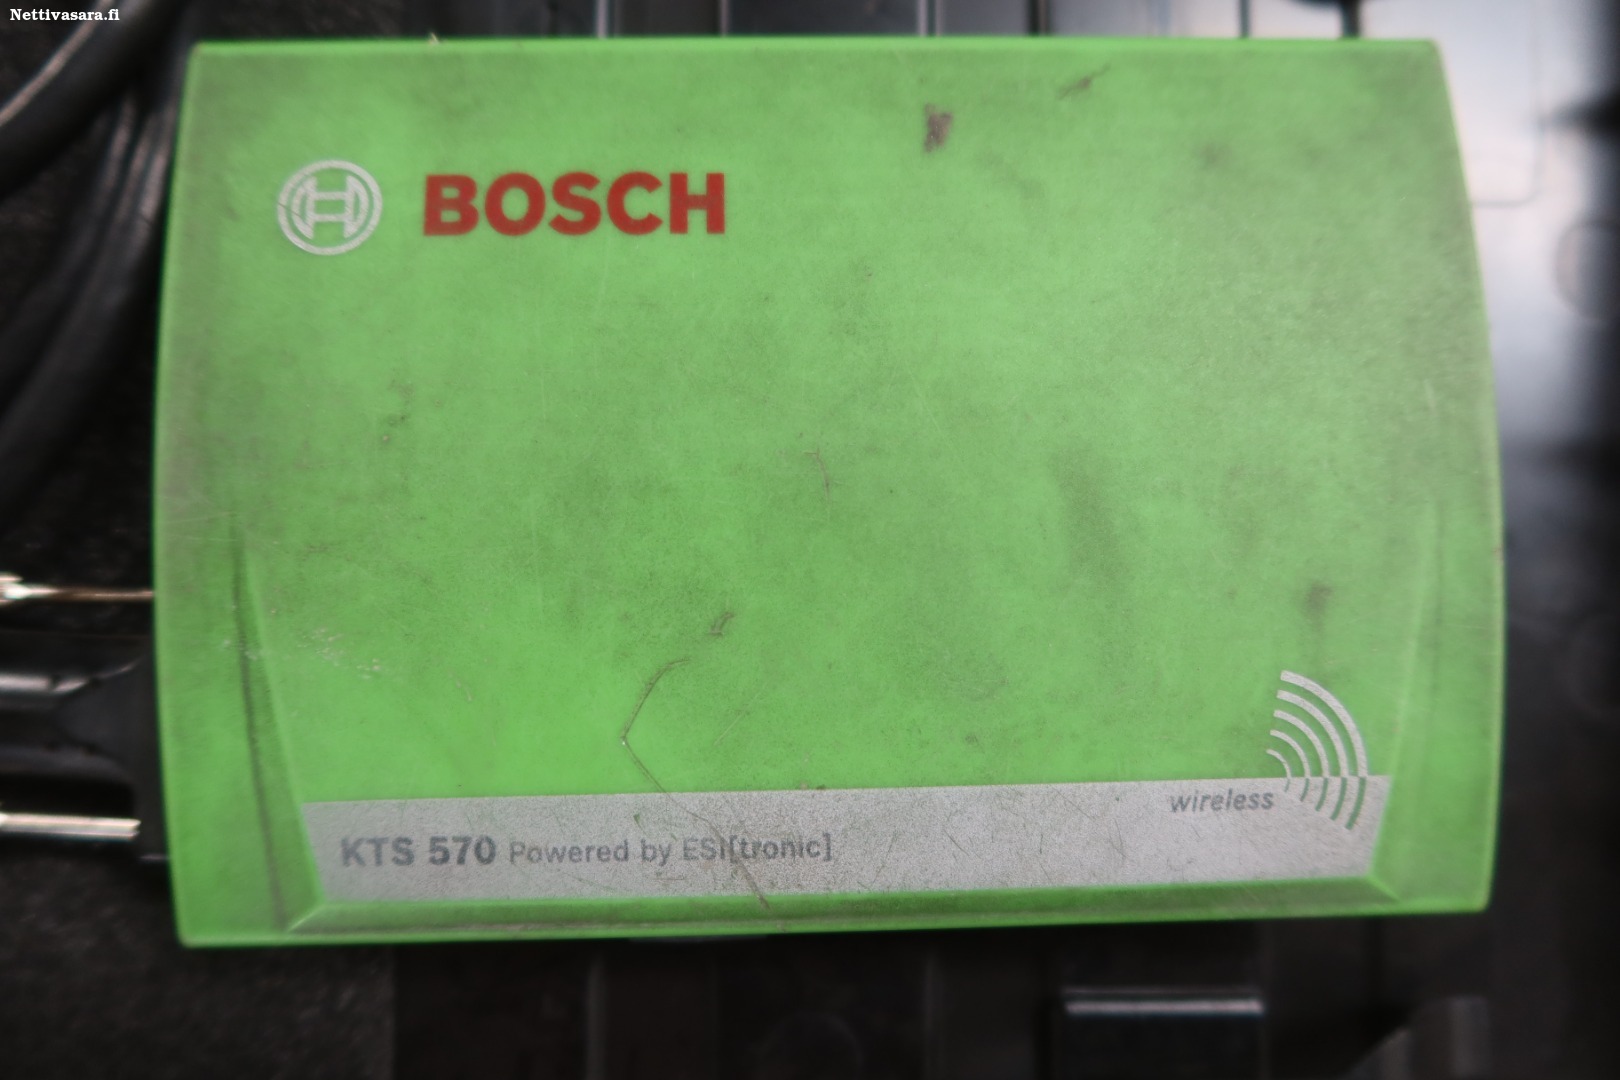 Nettivasara.fi
BOSCH
wireless
KTS 570 Powered by ESI[tronic]